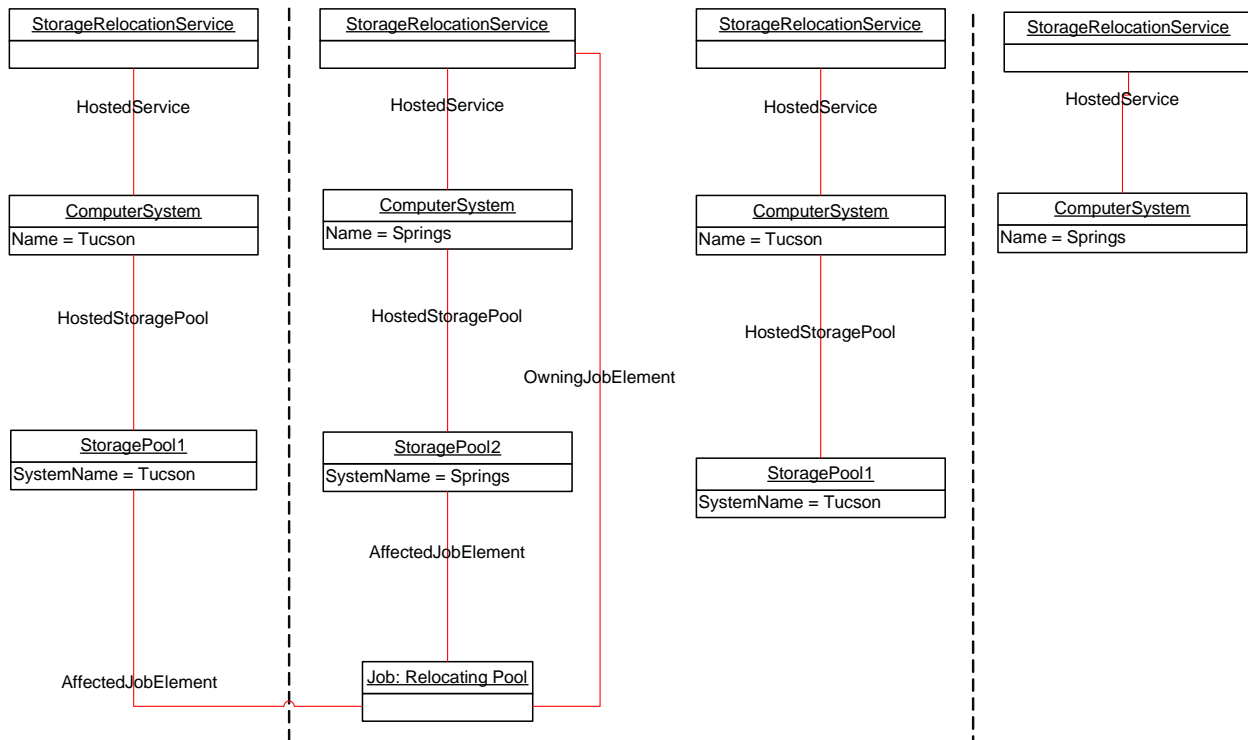 StorageRelocationService
HostedService
ComputerSystem
Name = Tucson
HostedStoragePool
StoragePool1
SystemName = Tucson
AffectedJobElement
StorageRelocationService
HostedService
ComputerSystem
Name = Springs
HostedStoragePool
OwningJobElement
StoragePool2
SystemName = Springs
AffectedJobElement
Job: Relocating Pool
StorageRelocationService
HostedService
ComputerSystem
Name = Tucson
HostedStoragePool
StoragePool1
SystemName = Tucson
StorageRelocationService
HostedService
ComputerSystem
Name = Springs